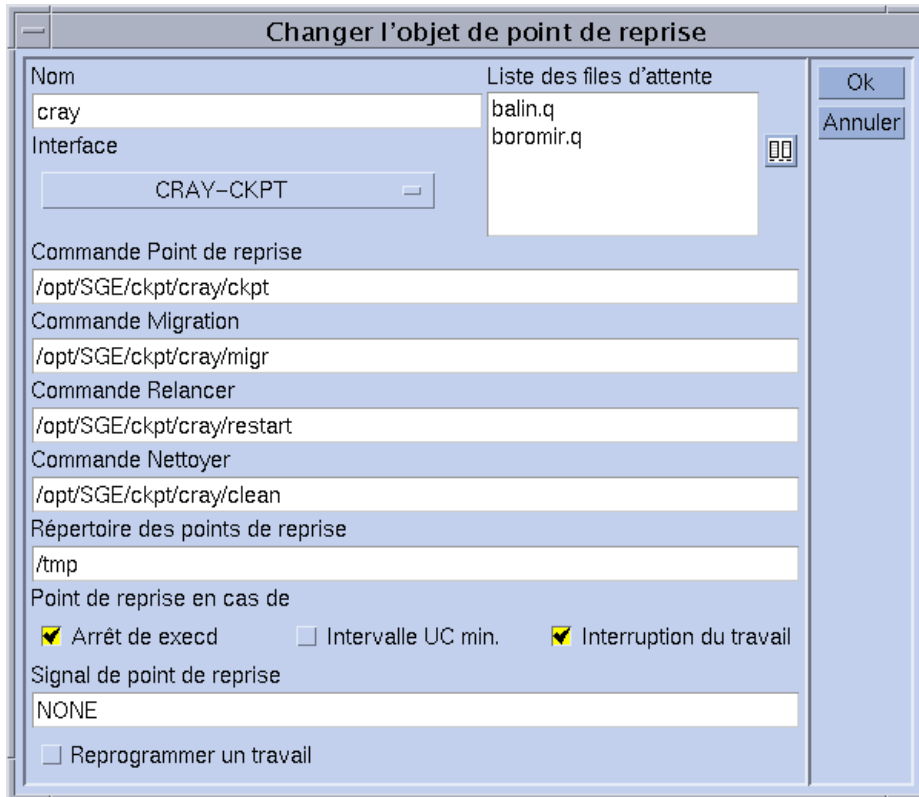 Changer l'objet de point de reprise
Nom
cray
Interface
CRAY-CKPT
Liste des files d'attente
balin.q
boromir.q
Ok
Annuler
Commande Point de reprise
/opt/SGE/ckpt/cray/ckpt
Commande Migration
/opt/SGE/ckpt/cray/migr
Commande Relancer
/opt/SGE/ckpt/cray/restart
Commande Nettoyer
/opt/SGE/ckpt/cray/clean
Répertoire des points de reprise
/tmp
Point de reprise en cas de
Arrêt de execd Intervalle UC min. Interruption du travail
Signal de point de reprise
NONE
Reprogrammer un travail